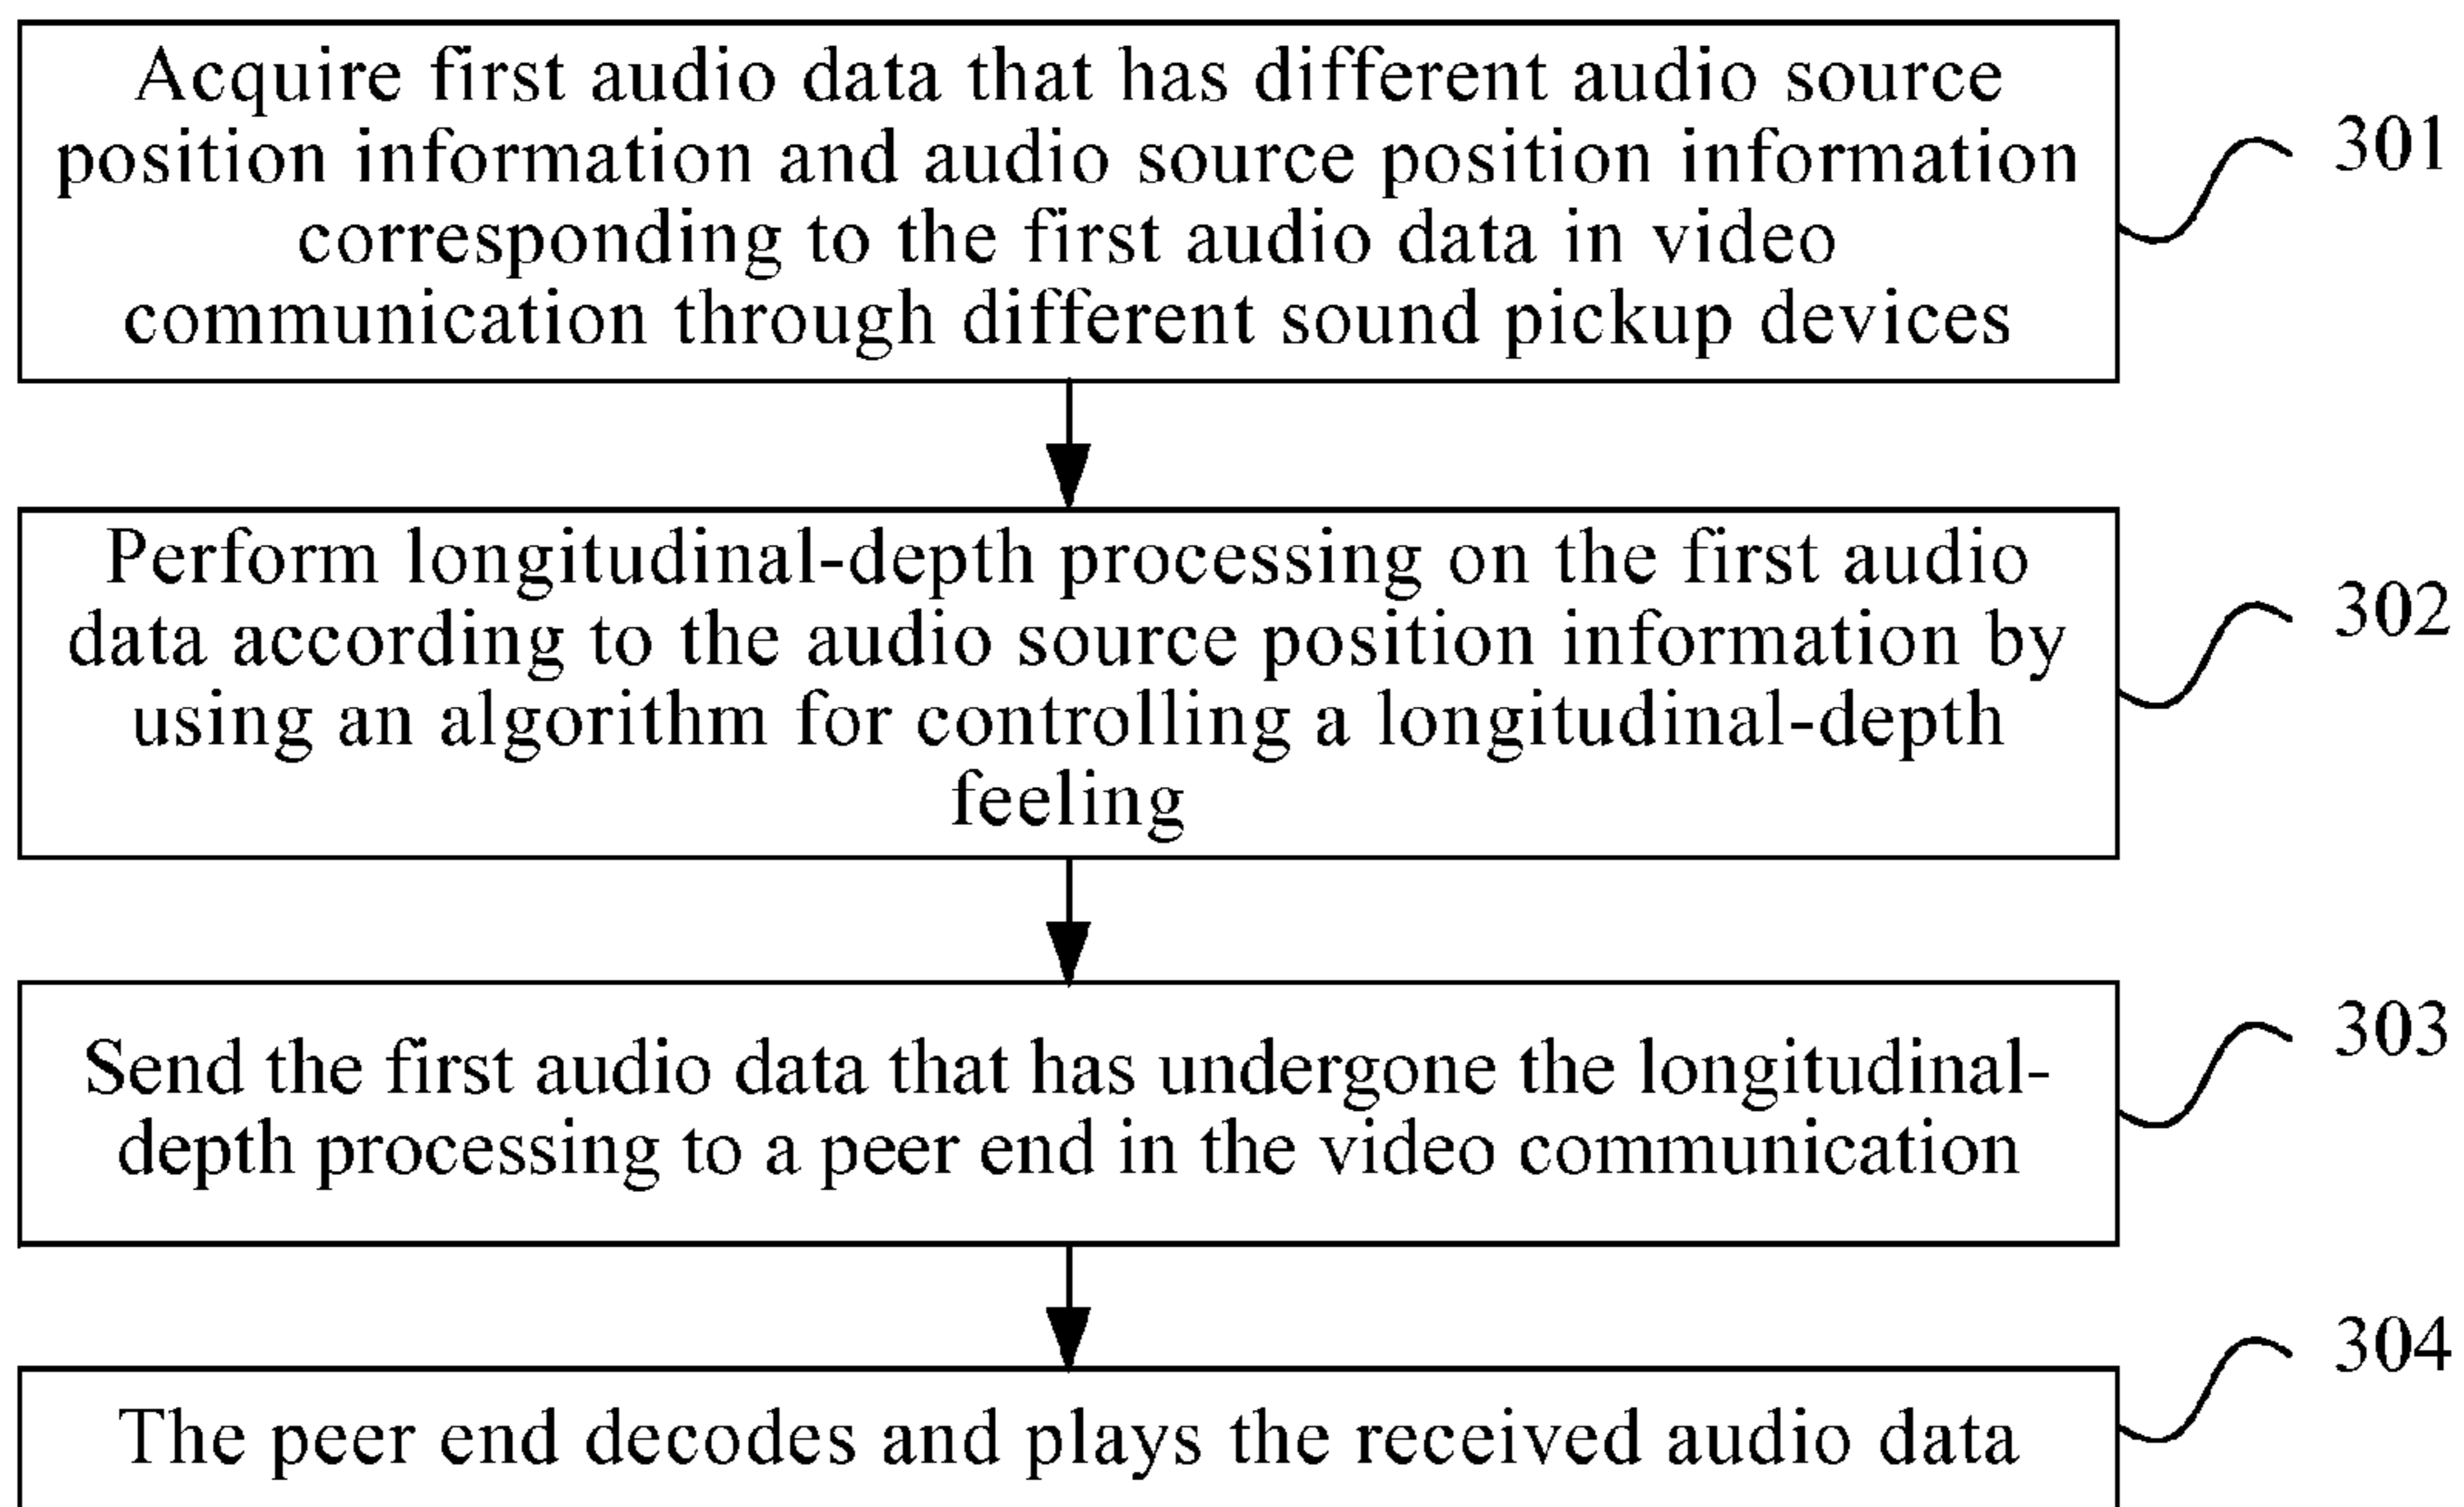 Acquire first audio data that has different audio source
position information and audio source position information
corresponding to the first audio data in video
communication through different sound pickup devices
301
Perform longitudinal-depth processing on the first audio
data according to the audio source position information by
using an algorithm for controlling a longitudinal-depth
feeling
302
Send the first audio data that has undergone the longitudinal-
depth processing to a peer end in the video communication
303
The peer end decodes and plays the received audio data
304